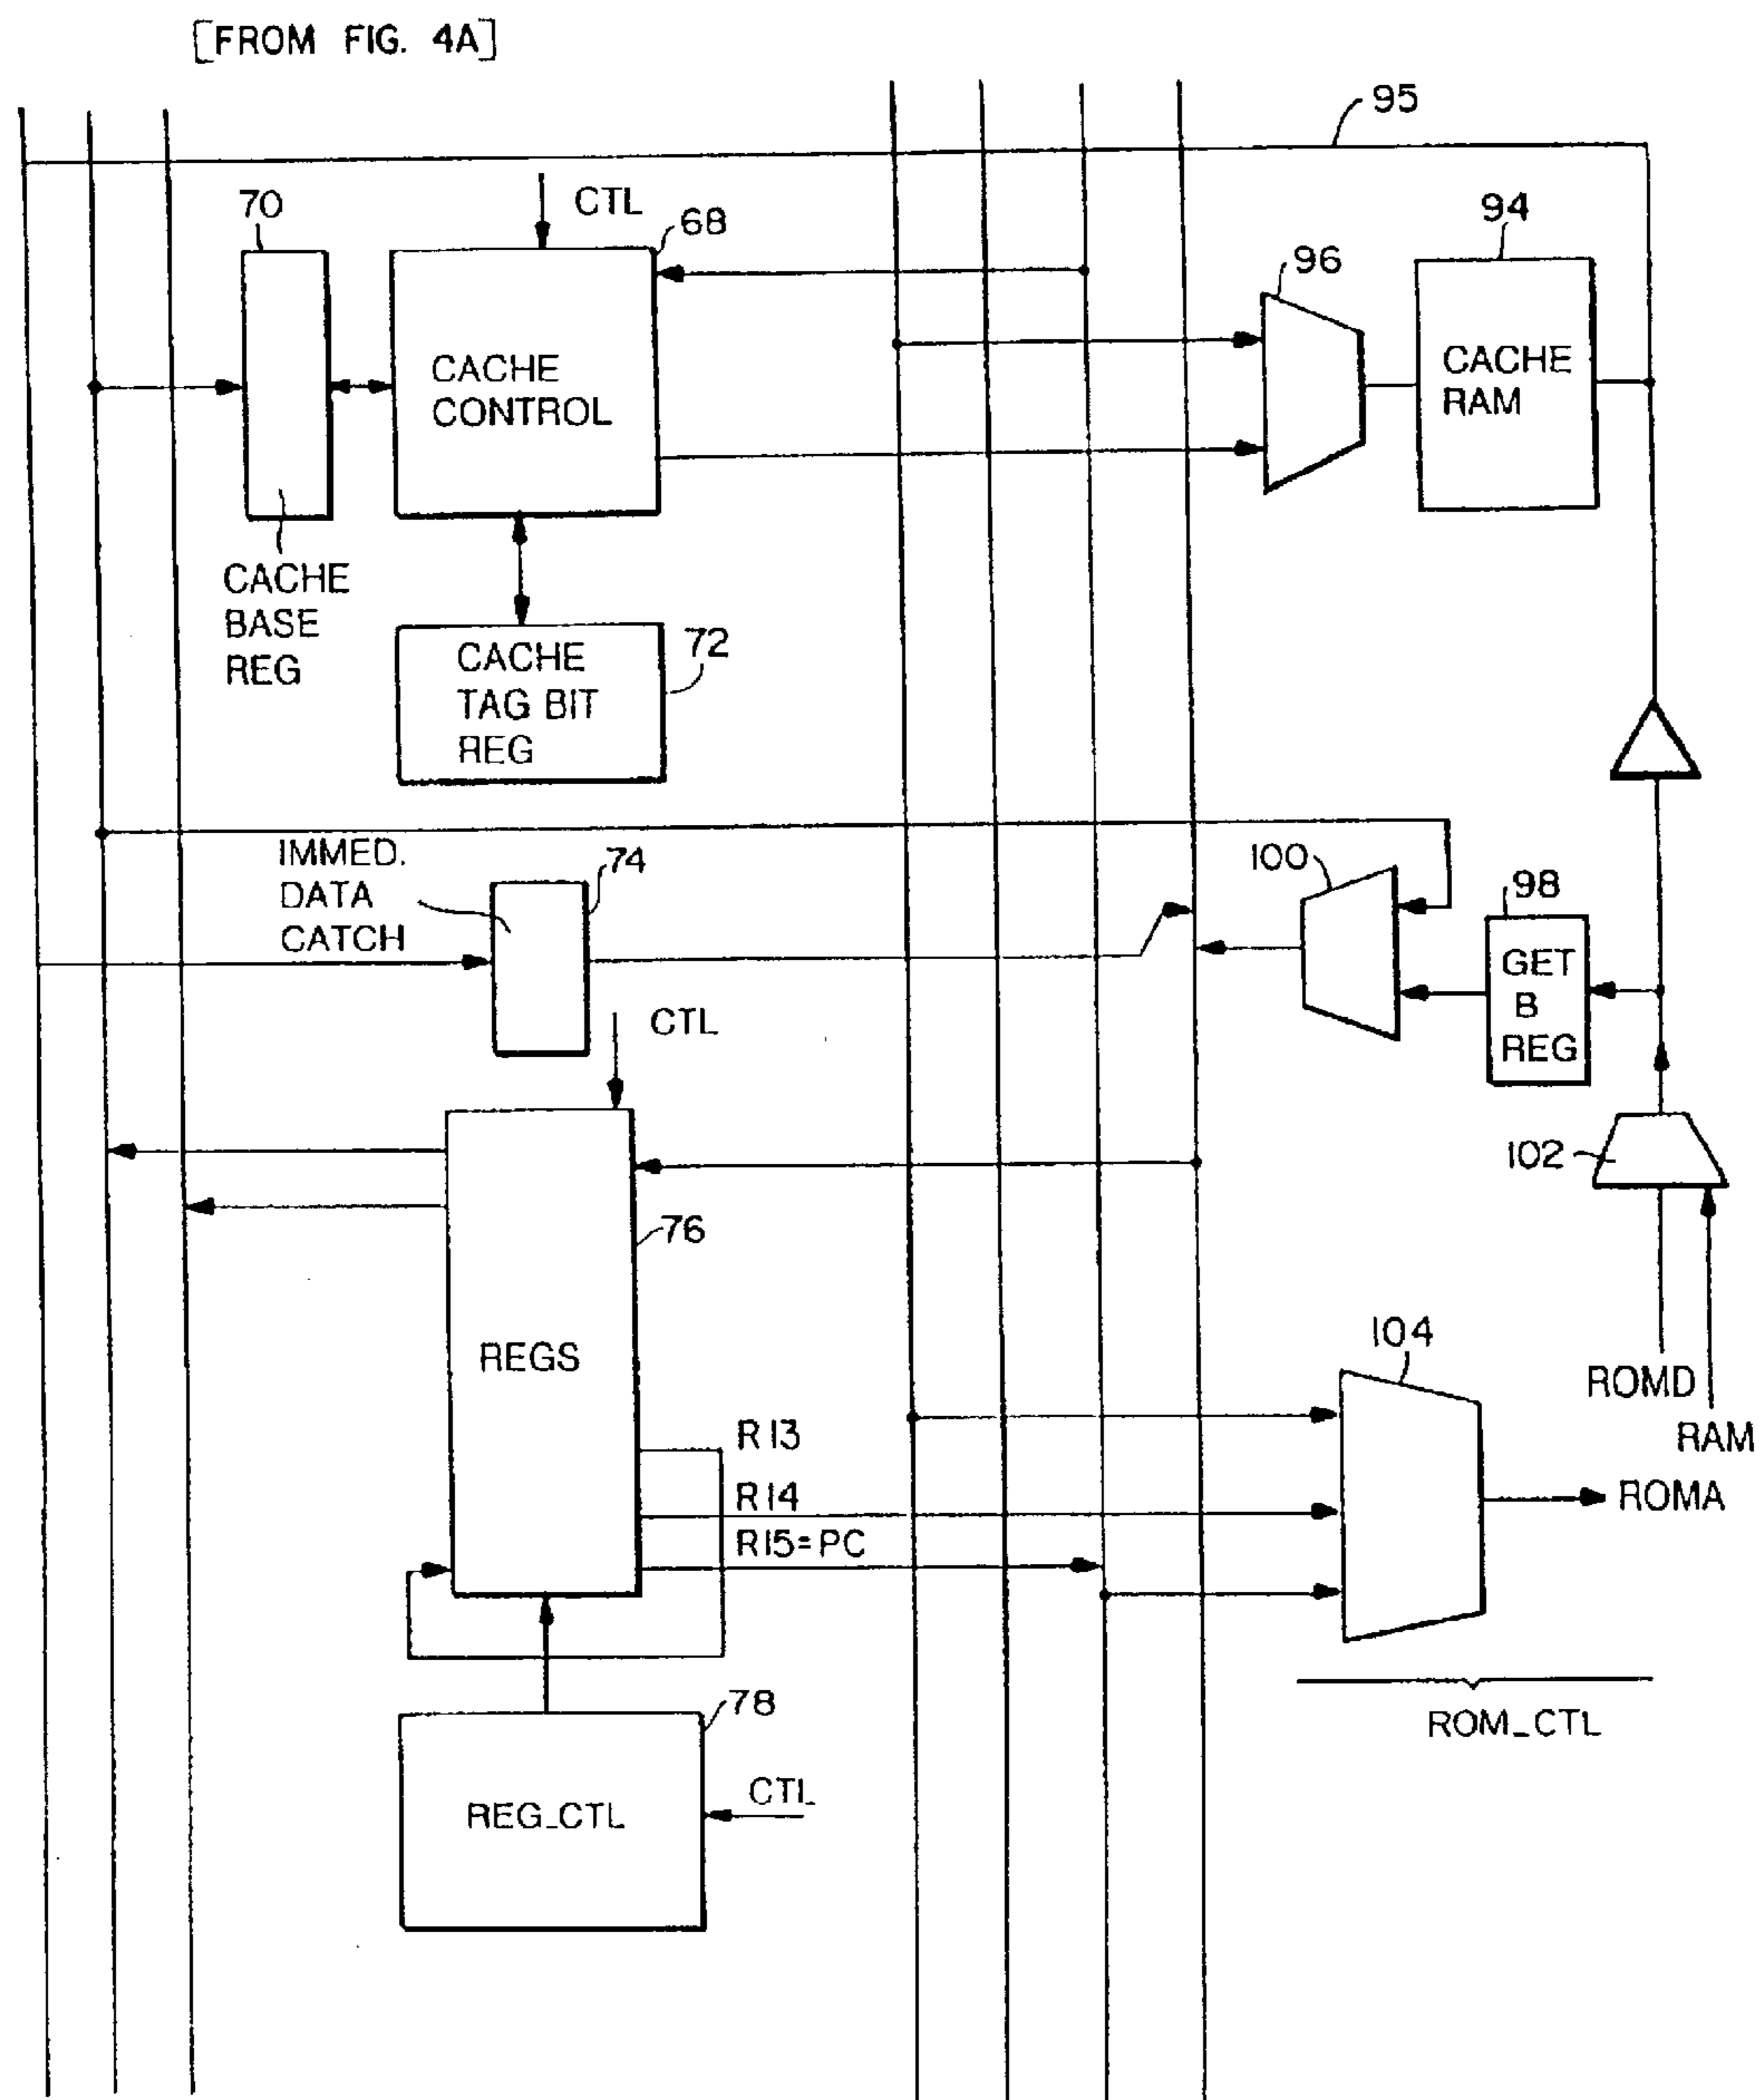 [FROM FIG. 4A]
95
70
CTL
68
96
94
CACHE
CONTROL
CACHE
RAM
CACHE
BASE
REG
CACHE
TAG BIT
REG
72
IMMED.
DATA
CATCH
74
100
98
GET
B
REG
CTL
102
76
REGS
104
ROMD
RAM
R13
R14
ROMA
R15=PC
78
ROM_CTL
REG_CTL
CTL